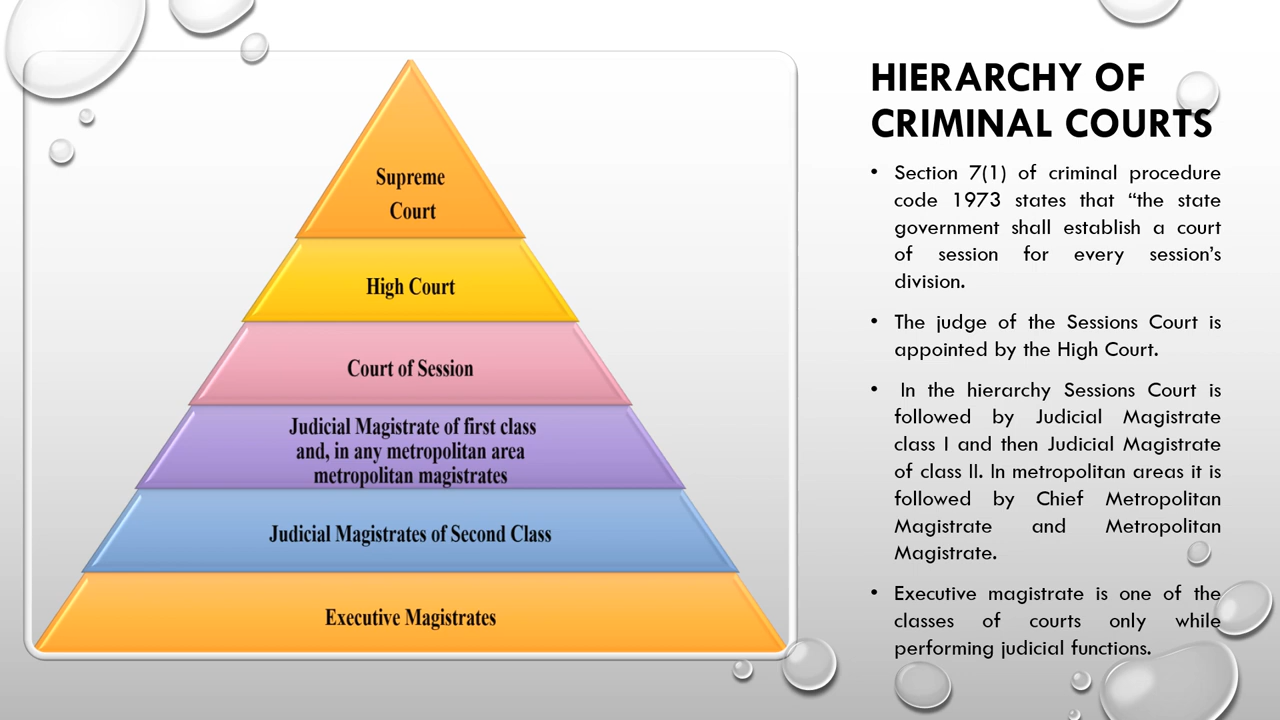 Supreme
Court
High Court
Court of Session
Judicial Magistrate of first class
and, in any metropolitan area
metropolitan magistrates
Judicial Magistrates of Second Class
Executive Magistrates
HIERARCHY OF
CRIMINAL COURTS
• Section 7(1) of criminal procedure
code 1973 states that “the state
government shall establish a court
of session for every session’s
division.
• The judge of the Sessions Court is
appointed by the High Court.
• In the hierarchy Sessions Court is
followed by Judicial Magistrate
class I and then Judicial Magistrate
of class II. In metropolitan areas it is
followed by Chief Metropolitan
Magistrate and Metropolitan
Magistrate.
• Executive magistrate is one of the
classes of courts only while
performing judicial functions.